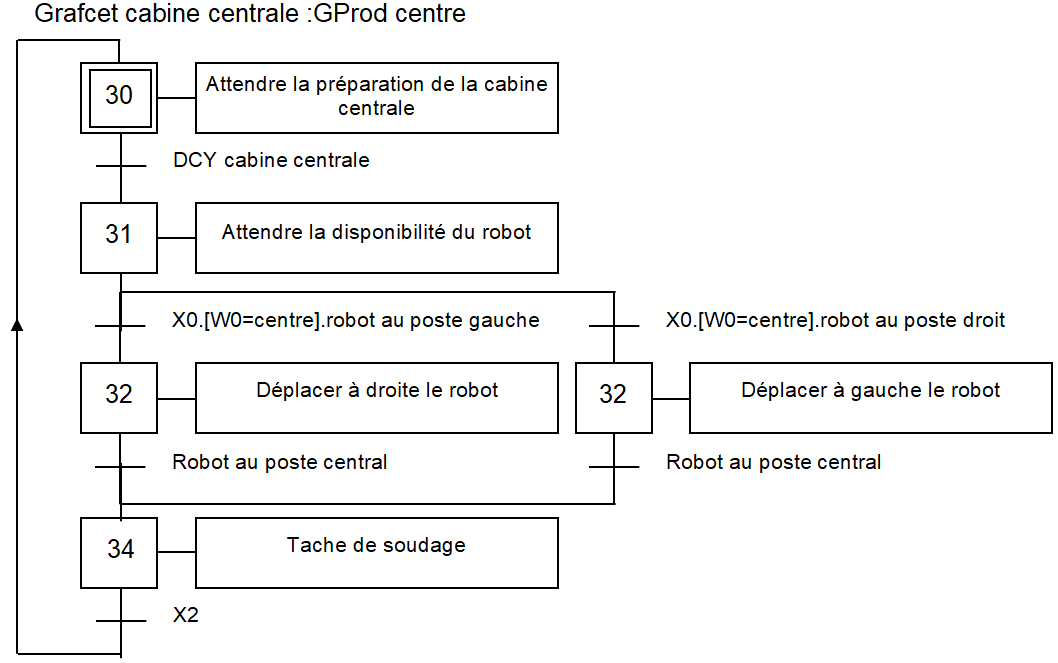 Grafcet cabine centrale :GProd centre
30
Attendre la préparation de la cabine
centrale
DCY cabine centrale
31
Attendre la disponibilité du robot
X0.[W0=centre].robot au poste gauche
X0.[W0=centre].robot au poste droit
32
Déplacer à droite le robot
32
Déplacer à gauche le robot
Robot au poste central
Robot au poste central
34
Tache de soudage
X2